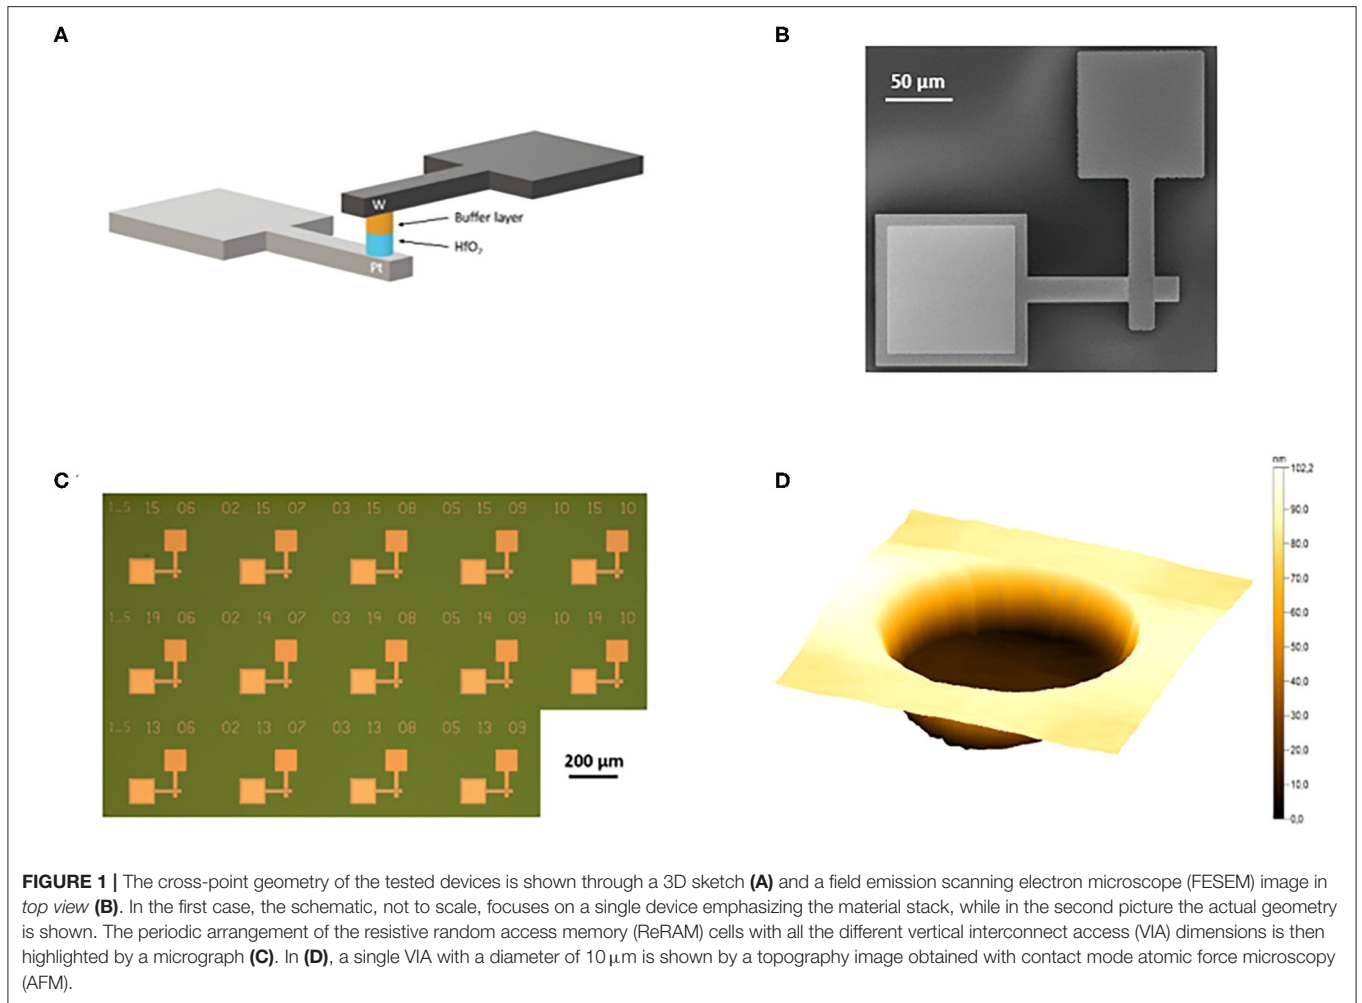 A
W
Buffer layer
HfO₂
Pt
B
50 μm
C
1...5 15 06 02 15 07 03 15 08 05 15 09 10 15 10
1...5 19 06 02 19 07 03 19 08 05 19 09 10 19 10
1...5 13 06 02 13 07 03 13 08 05 13 09
200 μm
D
nm
102,2
90,0
80,0
70,0
60,0
50,0
40,0
30,0
20,0
10,0
0,0
FIGURE 1 | The cross-point geometry of the tested devices is shown through a 3D sketch (A) and a field emission scanning electron microscope (FESEM) image in
top view (B). In the first case, the schematic, not to scale, focuses on a single device emphasizing the material stack, while in the second picture the actual geometry
is shown. The periodic arrangement of the resistive random access memory (ReRAM) cells with all the different vertical interconnect access (VIA) dimensions is then
highlighted by a micrograph (C). In (D), a single VIA with a diameter of 10 μm is shown by a topography image obtained with contact mode atomic force microscopy
(AFM).